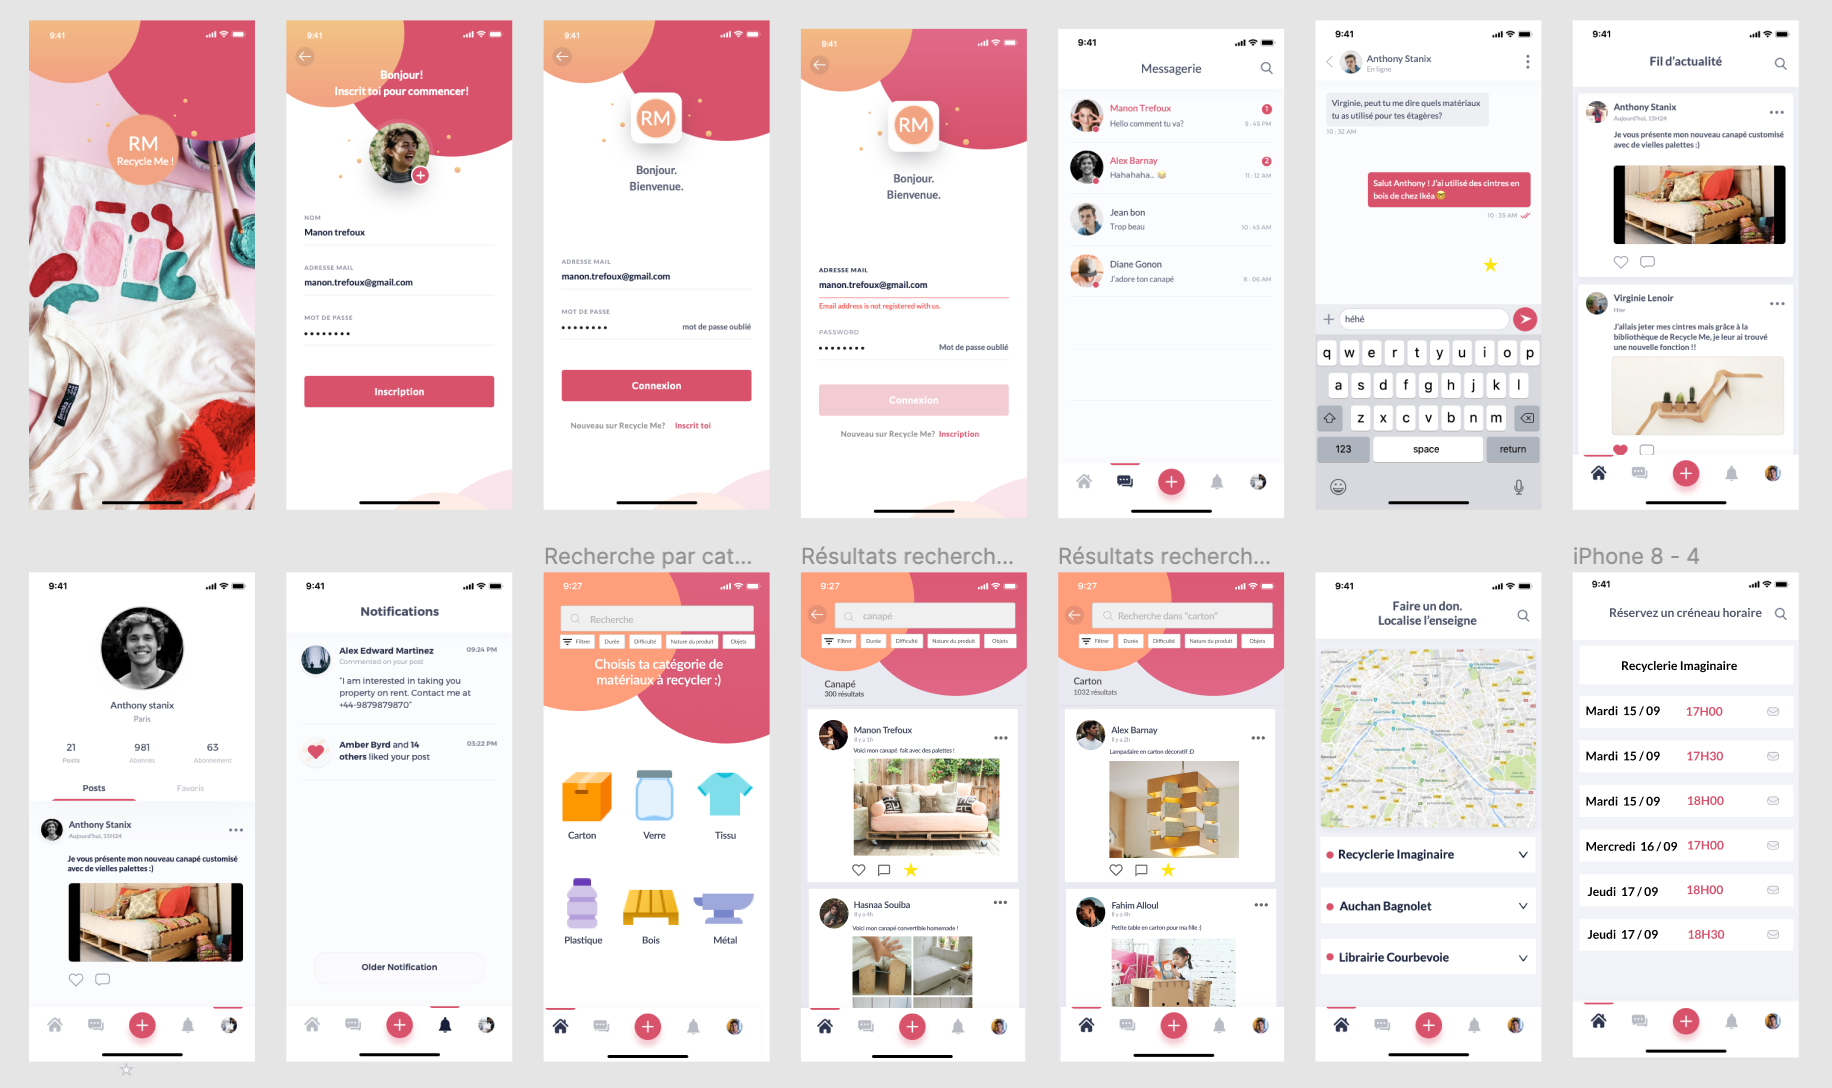 9:41
RM
Recycle Me !
9:41
Bonjour!
Inscrit toi pour commencer!
NOM
Manon trefoux
ADRESSE MAIL
manon.trefoux@gmail.com
MOT DE PASSE
Inscription
9:41
RM
Bonjour.
Bienvenue.
ADRESSE MAIL
manon.trefoux@gmail.com
MOT DE PASSE
mot de passe oublié
Connexion
Nouveau sur Recycle Me? Inscrit toi
9:41
RM
Bonjour.
Bienvenue.
ADRESSE MAIL
manon.trefoux@gmail.com
Email address is not registered with us.
PASSWORD
Mot de passe oublié
Connexion
Nouveau sur Recycle Me? Inscription
9:41
Messagerie
Manon Trefoux
1
Hello comment tu va?
5:45 PM
Alex Barnay
2
Hahahaha.. 😂
11:12 AM
Jean bon
Trop beau
10:45 AM
Diane Gonon
J'adore ton canapé
8:06 AM
9:41
Anthony Stanix
En ligne
Virginie, peut tu me dire quels matériaux
tu as utilisé pour tes étagères?
10:32 AM
Salut Anthony ! J'ai utilisé des cintres en
bois de chez Ikéa 🤓
10:35 AM
héhé
q w e r t y u i o p
a s d f g h j k l
z x c v b n m
123 space return
9:41
Fil d'actualité
Anthony Stanix
Aujourd'hui, 15H24
Je vous présente mon nouveau canapé customisé
avec de vielles palettes :)
Virginie Lenoir
Hier
J'allais jeter mes cintres mais grâce à la
bibliothèque de Recycle Me, je leur ai trouvé
une nouvelle fonction !!
9:41
Anthony stanix
Paris
21 981 63
Posts Abonnés Abonnement
Posts Favoris
Anthony Stanix
Aujourd'hui, 15H24
Je vous présente mon nouveau canapé customisé
avec de vielles palettes :)
9:41
Notifications
Alex Edward Martinez
09:24 PM
Commented on your post
"I am interested in taking you
property on rent. Contact me at
+44-9879879870"
Amber Byrd and 14
others liked your post
03:22 PM
Older Notification
Recherche par cat...
9:27
Recherche
Filtrer Durée Difficulté Nature du produit Objets
Choisis ta catégorie de
matériaux à recycler :)
Carton Verre Tissu
Plastique Bois Métal
Résultats recherch...
9:27
canapé
Filtrer Durée Difficulté Nature du produit Objets
Canapé
300 résultats
Manon Trefoux
Il y a 1h
Voici mon canapé fait avec des palettes !
Hasnaa Souiba
Il y a 4h
Voici mon canapé convertible homemade !
Résultats recherch...
9:27
Recherche dans "carton"
Filtrer Durée Difficulté Nature du produit Objets
Carton
1032 résultats
Alex Barnay
Il y a 2h
Lampadaire en carton décoratif :D
Fahim Alloul
Il y a 4h
Petite table en carton pour ma fille :)
9:41
Faire un don.
Localise l'enseigne
Recyclerie Imaginaire
Auchan Bagnolet
Librairie Courbevoie
iPhone 8 - 4
9:41
Réservez un créneau horaire
Recyclerie Imaginaire
Mardi 15 / 09 17H00
Mardi 15 / 09 17H30
Mardi 15 / 09 18H00
Mercredi 16 / 09 17H00
Jeudi 17 / 09 18H00
Jeudi 17 / 09 18H30